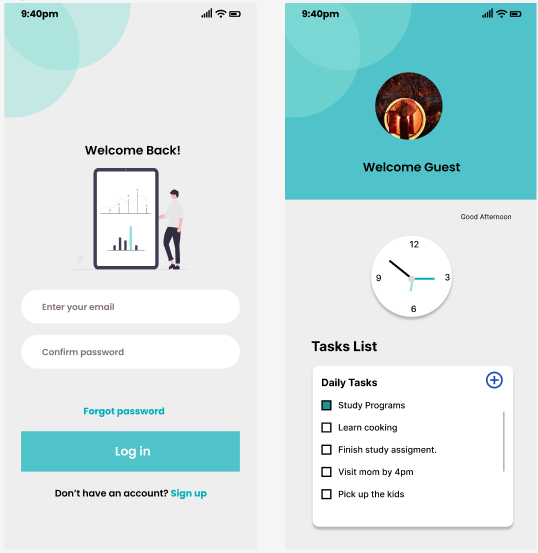 9:40pm
Welcome Back!
Enter your email
Confirm password
Forgot password
Log in
Don't have an account? Sign up
9:40pm
Welcome Guest
Good Afternoon
12
9
3
6
Tasks List
Daily Tasks
Study Programs
Learn cooking
Finish study assigment.
Visit mom by 4pm
Pick up the kids